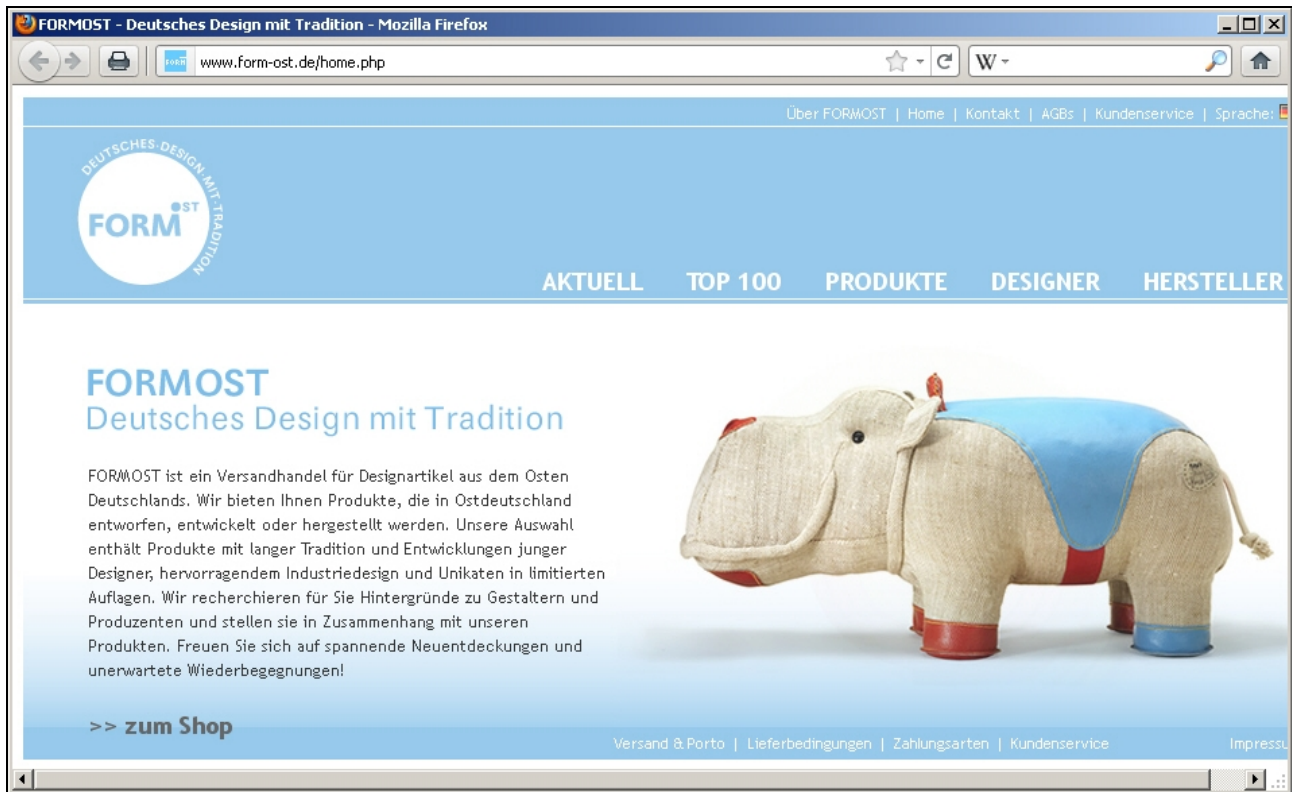 FORMOST - Deutsches Design mit Tradition - Mozilla Firefox
FORM
www.form-ost.de/home.php
W
Über FORMOST | Home | Kontakt | AGBs | Kundenservice | Sprache:
DEUTSCHES·DESIGN·MIT·TRADITION
FORMOST
AKTUELL TOP 100 PRODUKTE DESIGNER HERSTELLER
FORMOST
Deutsches Design mit Tradition
FORMOST ist ein Versandhandel für Designartikel aus dem Osten
Deutschlands. Wir bieten Ihnen Produkte, die in Ostdeutschland
entworfen, entwickelt oder hergestellt werden. Unsere Auswahl
enthält Produkte mit langer Tradition und Entwicklungen junger
Designer, hervorragendem Industriedesign und Unikaten in limitierten
Auflagen. Wir recherchieren für Sie Hintergründe zu Gestaltern und
Produzenten und stellen sie in Zusammenhang mit unseren
Produkten. Freuen Sie sich auf spannende Neuentdeckungen und
unerwartete Wiederbegegnungen!
>> zum Shop
Versand & Porto | Lieferbedingungen | Zahlungsarten | Kundenservice Impressu